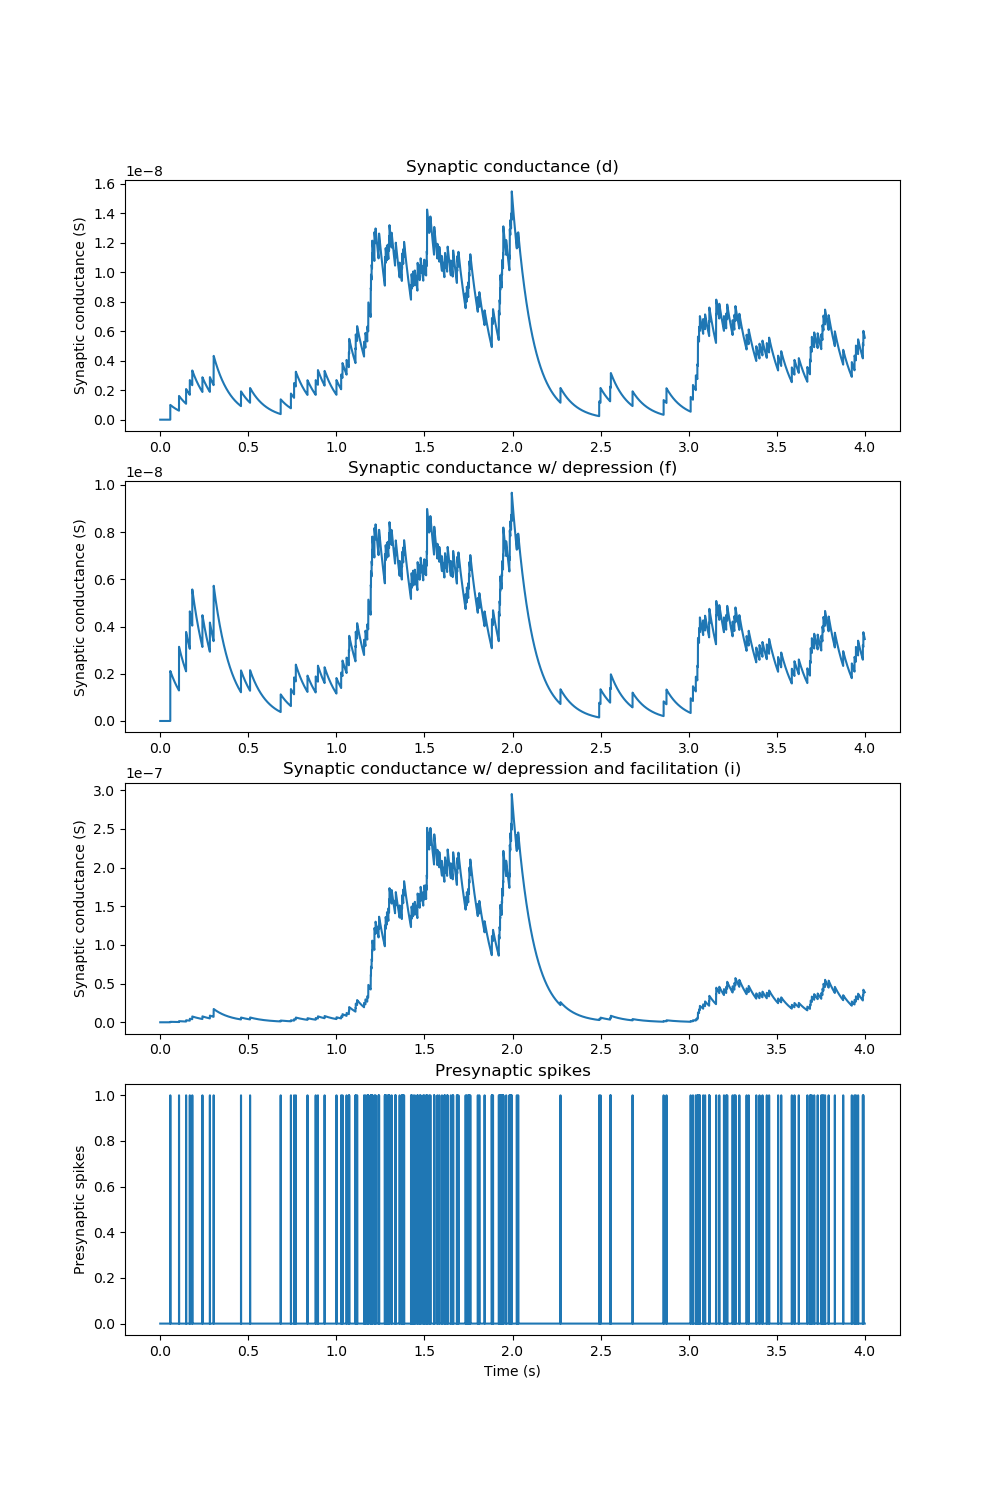 Synaptic conductance (d)
1e−8
1.6
1.4
1.2
1.0
0.8
0.6
0.4
0.2
0.0
Synaptic conductance (S)
0.0 0.5 1.0 1.5 2.0 2.5 3.0 3.5 4.0
Synaptic conductance w/ depression (f)
1e−8
1.0
0.8
0.6
0.4
0.2
0.0
Synaptic conductance (S)
0.0 0.5 1.0 1.5 2.0 2.5 3.0 3.5 4.0
Synaptic conductance w/ depression and facilitation (i)
1e−7
3.0
2.5
2.0
1.5
1.0
0.5
0.0
Synaptic conductance (S)
0.0 0.5 1.0 1.5 2.0 2.5 3.0 3.5 4.0
Presynaptic spikes
1.0
0.8
0.6
0.4
0.2
0.0
Presynaptic spikes
0.0 0.5 1.0 1.5 2.0 2.5 3.0 3.5 4.0
Time (s)